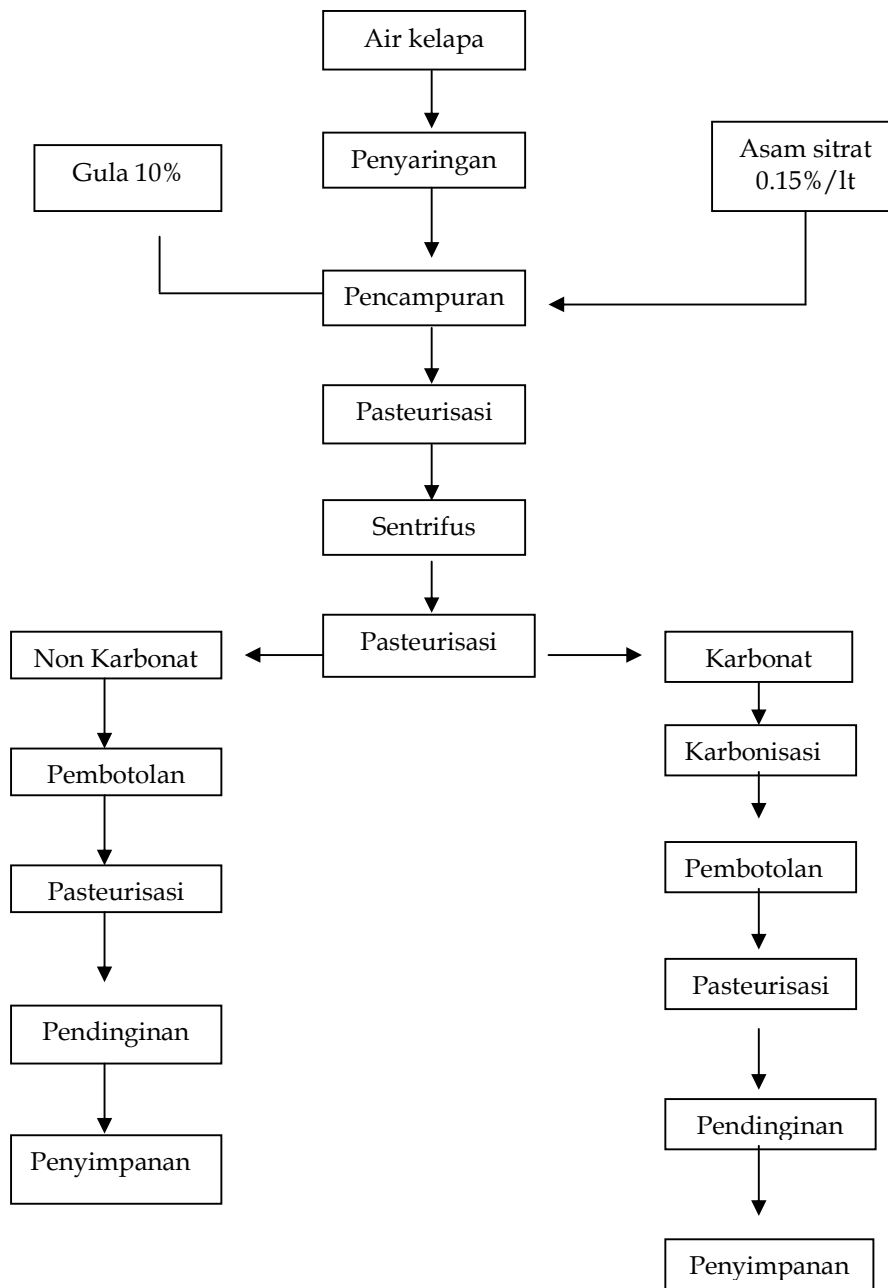 Air kelapa
Penyaringan
Gula 10%
Asam sitrat
0.15%/lt
Pencampuran
Pasteurisasi
Sentrifus
Pasteurisasi
Non Karbonat
Karbonat
Pembotolan
Karbonisasi
Pasteurisasi
Pembotolan
Pendinginan
Pasteurisasi
Penyimpanan
Pendinginan
Penyimpanan